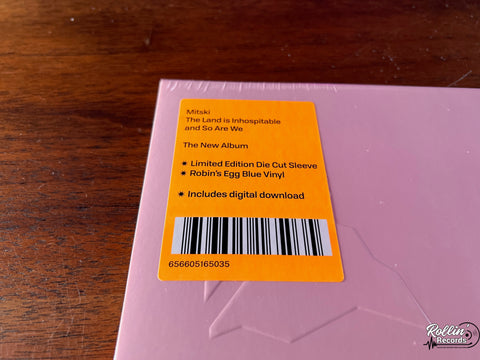 Mitski
The Land is Inhospitable
and So Are We
The New Album
✷ Limited Edition Die Cut Sleeve
✷ Robin's Egg Blue Vinyl
✷ Includes digital download
656605165035
Rollin
Records